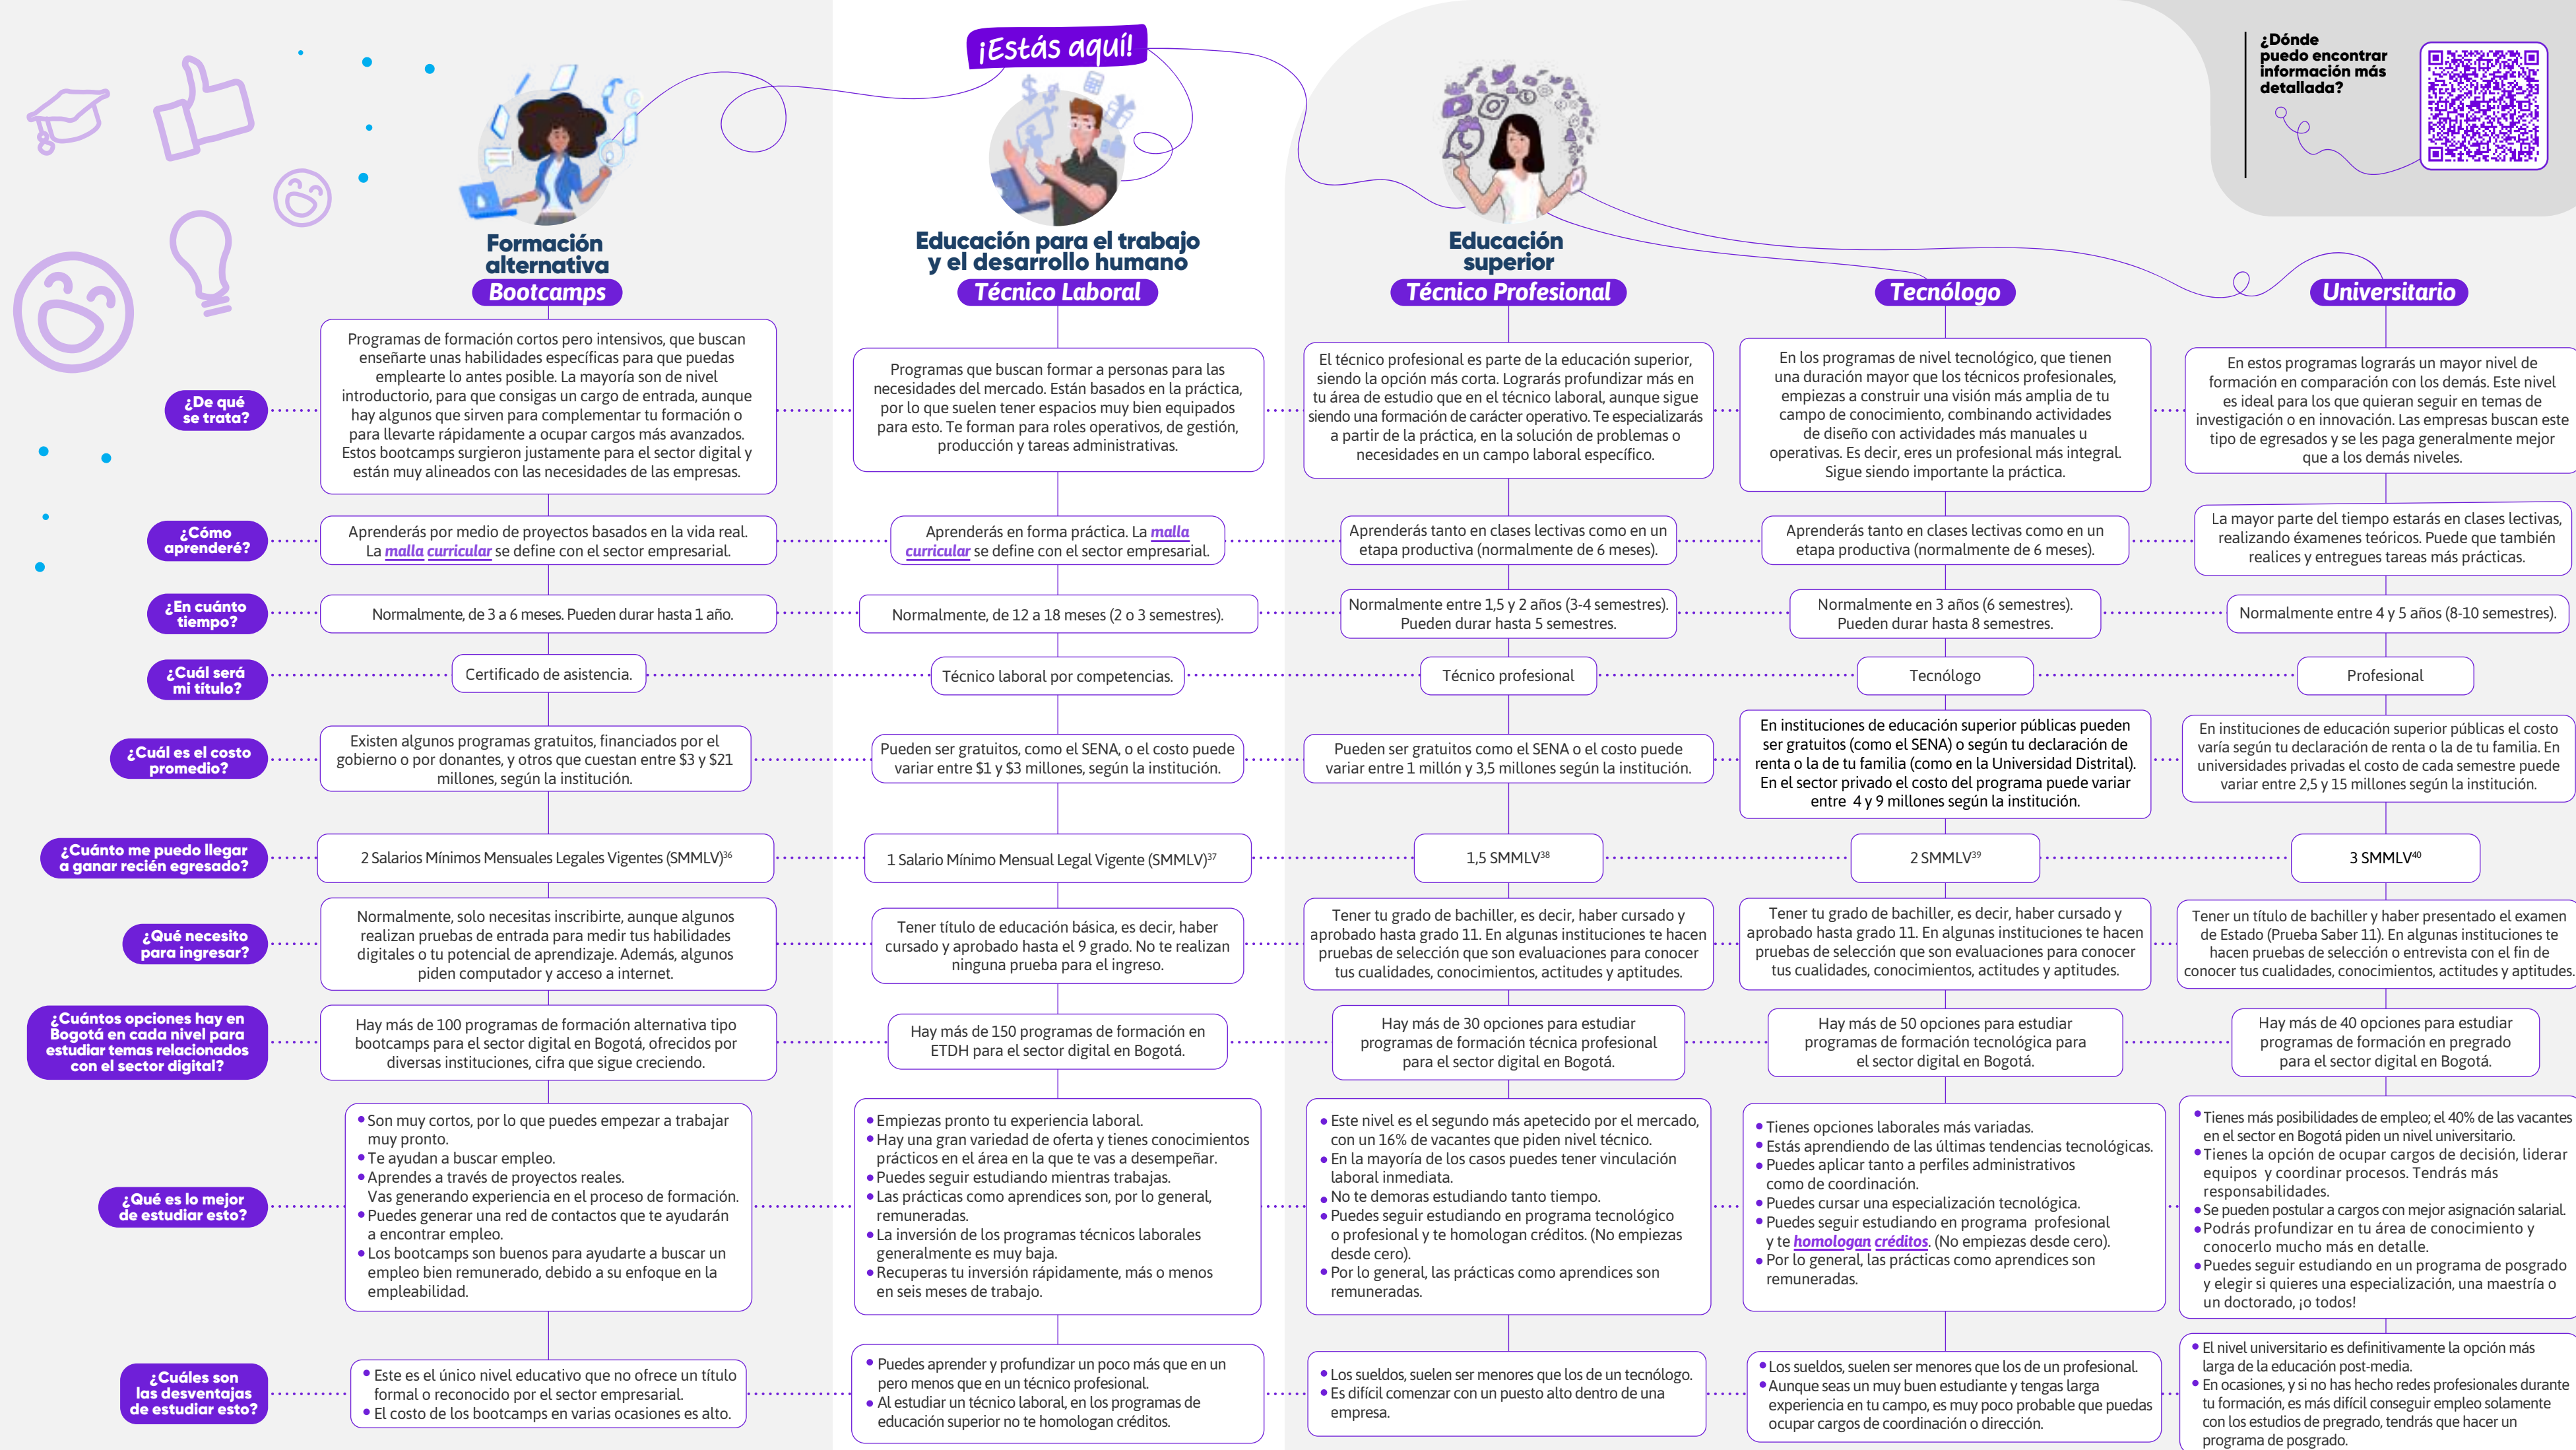 ¡Estás aquí!
¿Dónde
puedo encontrar
información más
detallada?
Formación
alternativa
Bootcamps
Educación para el trabajo
y el desarrollo humano
Técnico Laboral
Educación
superior
Técnico Profesional
Tecnólogo
Universitario
¿De qué
se trata?
Programas de formación cortos pero intensivos, que buscan
enseñarte unas habilidades específicas para que puedas
emplearte lo antes posible. La mayoría son de nivel
introductorio, para que consigas un cargo de entrada, aunque
hay algunos que sirven para complementar tu formación o
para llevarte rápidamente a ocupar cargos más avanzados.
Estos bootcamps surgieron justamente para el sector digital y
están muy alineados con las necesidades de las empresas.
Programas que buscan formar a personas para las
necesidades del mercado. Están basados en la práctica,
por lo que suelen tener espacios muy bien equipados
para esto. Te forman para roles operativos, de gestión,
producción y tareas administrativas.
El técnico profesional es parte de la educación superior,
siendo la opción más corta. Lograrás profundizar más en
tu área de estudio que en el técnico laboral, aunque sigue
siendo una formación de carácter operativo. Te especializarás
a partir de la práctica, en la solución de problemas o
necesidades en un campo laboral específico.
En los programas de nivel tecnológico, que tienen
una duración mayor que los técnicos profesionales,
empiezas a construir una visión más amplia de tu
campo de conocimiento, combinando actividades
de diseño con actividades más manuales u
operativas. Es decir, eres un profesional más integral.
Sigue siendo importante la práctica.
En estos programas lograrás un mayor nivel de
formación en comparación con los demás. Este nivel
es ideal para los que quieran seguir en temas de
investigación o en innovación. Las empresas buscan este
tipo de egresados y se les paga generalmente mejor
que a los demás niveles.
¿Cómo
aprenderé?
Aprenderás por medio de proyectos basados en la vida real.
La malla curricular se define con el sector empresarial.
Aprenderás en forma práctica. La malla
curricular se define con el sector empresarial.
Aprenderás tanto en clases lectivas como en un
etapa productiva (normalmente de 6 meses).
Aprenderás tanto en clases lectivas como en un
etapa productiva (normalmente de 6 meses).
La mayor parte del tiempo estarás en clases lectivas,
realizando éxamenes teóricos. Puede que también
realices y entregues tareas más prácticas.
¿En cuánto
tiempo?
Normalmente, de 3 a 6 meses. Pueden durar hasta 1 año.
Normalmente, de 12 a 18 meses (2 o 3 semestres).
Normalmente entre 1,5 y 2 años (3-4 semestres).
Pueden durar hasta 5 semestres.
Normalmente en 3 años (6 semestres).
Pueden durar hasta 8 semestres.
Normalmente entre 4 y 5 años (8-10 semestres).
¿Cuál será
mi título?
Certificado de asistencia.
Técnico laboral por competencias.
Técnico profesional
Tecnólogo
Profesional
¿Cuál es el costo
promedio?
Existen algunos programas gratuitos, financiados por el
gobierno o por donantes, y otros que cuestan entre $3 y $21
millones, según la institución.
Pueden ser gratuitos, como el SENA, o el costo puede
variar entre $1 y $3 millones, según la institución.
Pueden ser gratuitos como el SENA o el costo puede
variar entre 1 millón y 3,5 millones según la institución.
En instituciones de educación superior públicas pueden
ser gratuitos (como el SENA) o según tu declaración de
renta o la de tu familia (como en la Universidad Distrital).
En el sector privado el costo del programa puede variar
entre 4 y 9 millones según la institución.
En instituciones de educación superior públicas el costo
varía según tu declaración de renta o la de tu familia. En
universidades privadas el costo de cada semestre puede
variar entre 2,5 y 15 millones según la institución.
¿Cuánto me puedo llegar
a ganar recién egresado?
2 Salarios Mínimos Mensuales Legales Vigentes (SMMLV)36
1 Salario Mínimo Mensual Legal Vigente (SMMLV)37
1,5 SMMLV38
2 SMMLV39
3 SMMLV40
¿Qué necesito
para ingresar?
Normalmente, solo necesitas inscribirte, aunque algunos
realizan pruebas de entrada para medir tus habilidades
digitales o tu potencial de aprendizaje. Además, algunos
piden computador y acceso a internet.
Tener título de educación básica, es decir, haber
cursado y aprobado hasta el 9 grado. No te realizan
ninguna prueba para el ingreso.
Tener tu grado de bachiller, es decir, haber cursado y
aprobado hasta grado 11. En algunas instituciones te hacen
pruebas de selección que son evaluaciones para conocer
tus cualidades, conocimientos, actitudes y aptitudes.
Tener tu grado de bachiller, es decir, haber cursado y
aprobado hasta grado 11. En algunas instituciones te hacen
pruebas de selección que son evaluaciones para conocer
tus cualidades, conocimientos, actitudes y aptitudes.
Tener un título de bachiller y haber presentado el examen
de Estado (Prueba Saber 11). En algunas instituciones te
hacen pruebas de selección o entrevista con el fin de
conocer tus cualidades, conocimientos, actitudes y aptitudes.
¿Cuántos opciones hay en
Bogotá en cada nivel para
estudiar temas relacionados
con el sector digital?
Hay más de 100 programas de formación alternativa tipo
bootcamps para el sector digital en Bogotá, ofrecidos por
diversas instituciones, cifra que sigue creciendo.
Hay más de 150 programas de formación en
ETDH para el sector digital en Bogotá.
Hay más de 30 opciones para estudiar
programas de formación técnica profesional
para el sector digital en Bogotá.
Hay más de 50 opciones para estudiar
programas de formación tecnológica para
el sector digital en Bogotá.
Hay más de 40 opciones para estudiar
programas de formación en pregrado
para el sector digital en Bogotá.
¿Qué es lo mejor
de estudiar esto?
• Son muy cortos, por lo que puedes empezar a trabajar
muy pronto.
• Te ayudan a buscar empleo.
• Aprendes a través de proyectos reales.
Vas generando experiencia en el proceso de formación.
• Puedes generar una red de contactos que te ayudarán
a encontrar empleo.
• Los bootcamps son buenos para ayudarte a buscar un
empleo bien remunerado, debido a su enfoque en la
empleabilidad.
• Empiezas pronto tu experiencia laboral.
• Hay una gran variedad de oferta y tienes conocimientos
prácticos en el área en la que te vas a desempeñar.
• Puedes seguir estudiando mientras trabajas.
• Las prácticas como aprendices son, por lo general,
remuneradas.
• La inversión de los programas técnicos laborales
generalmente es muy baja.
• Recuperas tu inversión rápidamente, más o menos
en seis meses de trabajo.
• Este nivel es el segundo más apetecido por el mercado,
con un 16% de vacantes que piden nivel técnico.
• En la mayoría de los casos puedes tener vinculación
laboral inmediata.
• No te demoras estudiando tanto tiempo.
• Puedes seguir estudiando en programa tecnológico
o profesional y te homologan créditos. (No empiezas
desde cero).
• Por lo general, las prácticas como aprendices son
remuneradas.
• Tienes opciones laborales más variadas.
• Estás aprendiendo de las últimas tendencias tecnológicas.
• Puedes aplicar tanto a perfiles administrativos
como de coordinación.
• Puedes cursar una especialización tecnológica.
• Puedes seguir estudiando en programa profesional
y te homologan créditos. (No empiezas desde cero).
• Por lo general, las prácticas como aprendices son
remuneradas.
• Tienes más posibilidades de empleo; el 40% de las vacantes
en el sector en Bogotá piden un nivel universitario.
• Tienes la opción de ocupar cargos de decisión, liderar
equipos y coordinar procesos. Tendrás más
responsabilidades.
• Se pueden postular a cargos con mejor asignación salarial.
• Podrás profundizar en tu área de conocimiento y
conocerlo mucho más en detalle.
• Puedes seguir estudiando en un programa de posgrado
y elegir si quieres una especialización, una maestría o
un doctorado, ¡o todos!
¿Cuáles son
las desventajas
de estudiar esto?
• Este es el único nivel educativo que no ofrece un título
formal o reconocido por el sector empresarial.
• El costo de los bootcamps en varias ocasiones es alto.
• Puedes aprender y profundizar un poco más que en un
pero menos que en un técnico profesional.
• Al estudiar un técnico laboral, en los programas de
educación superior no te homologan créditos.
• Los sueldos, suelen ser menores que los de un tecnólogo.
• Es difícil comenzar con un puesto alto dentro de una
empresa.
• Los sueldos, suelen ser menores que los de un profesional.
• Aunque seas un muy buen estudiante y tengas larga
experiencia en tu campo, es muy poco probable que puedas
ocupar cargos de coordinación o dirección.
• El nivel universitario es definitivamente la opción más
larga de la educación post-media.
• En ocasiones, y si no has hecho redes profesionales durante
tu formación, es más difícil conseguir empleo solamente
con los estudios de pregrado, tendrás que hacer un
programa de posgrado.